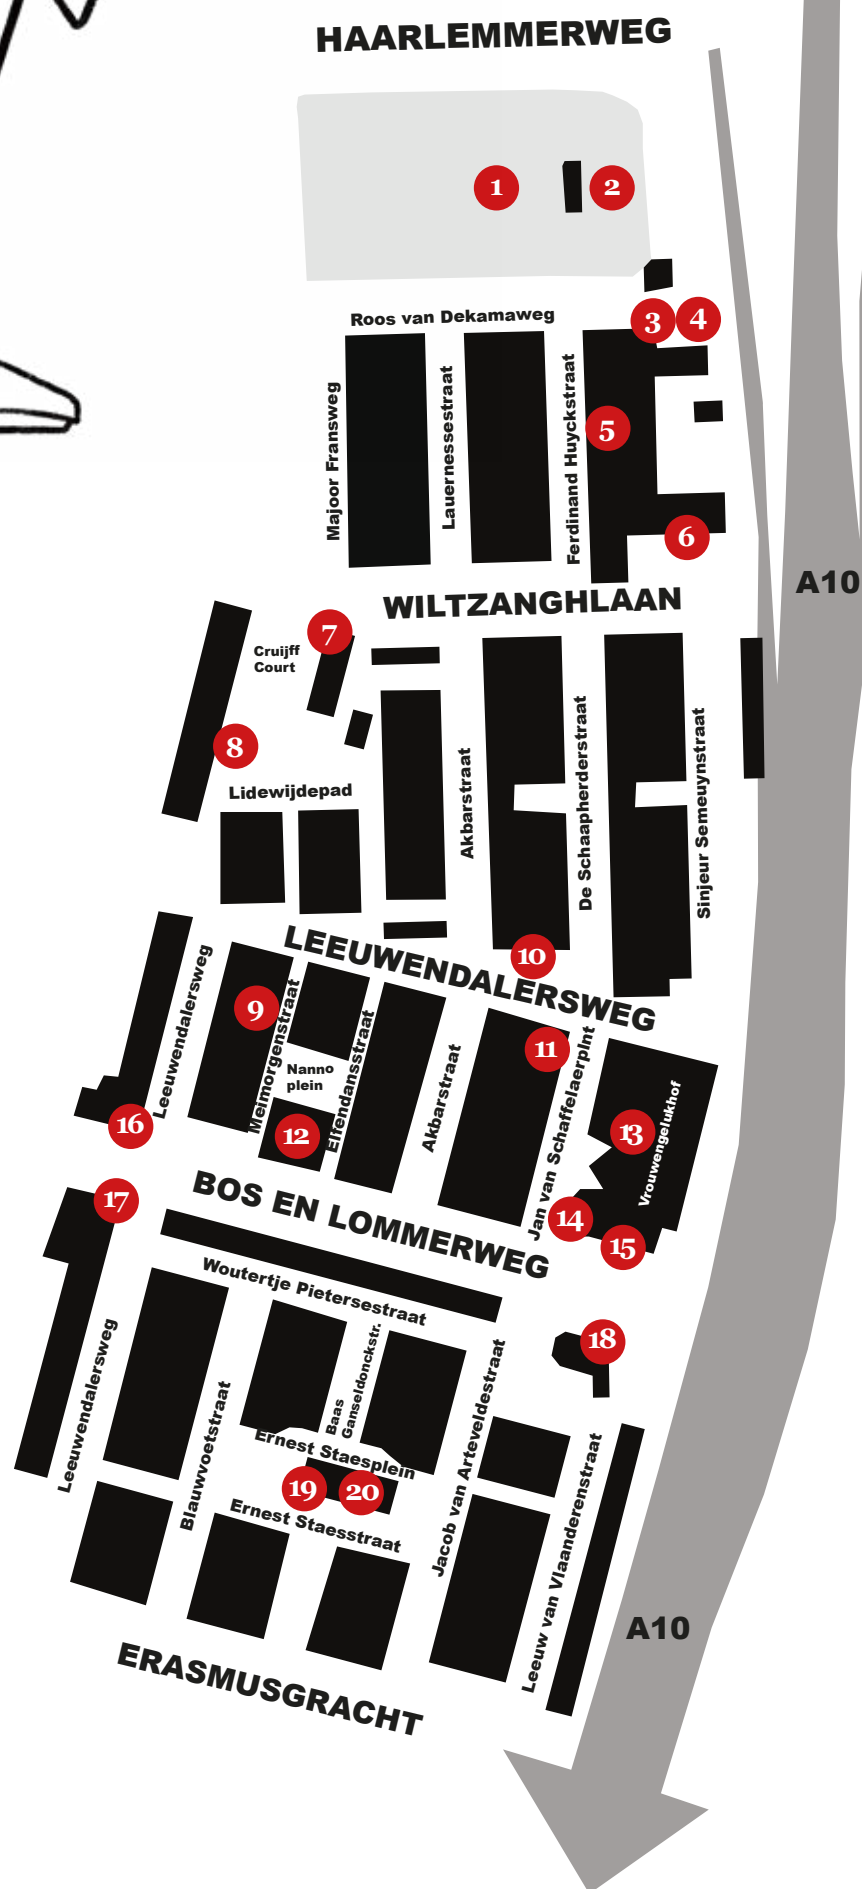 HAARLEMMERWEG
1
2
Roos van Dekamaweg
3
4
Majoor Fransweg
Lauernessestraat
Ferdinand Huyckstraat
5
6
A10
WILTZANGHLAAN
7
Cruijff
Court
8
Lidewijdepad
Akbarstraat
De Schaapherderstraat
Sinjeur Semeuynstraat
LEEUWENDALERSWEG
10
Leeuwendalersweg
9
Meimorgenstraat
Nanno
plein
Elfendansstraat
Akbarstraat
11
Jan van Schaffelaerplnt
13
Vrouwengelukhof
16
12
14
15
17
BOS EN LOMMERWEG
Woutertje Pietersestraat
18
Leeuwendalersweg
Blauwvoetstraat
Baas
Ganseldonckstr.
Jacob van Arteveldestraat
Ernest Staesplein
19
20
Ernest Staesstraat
Leeuw van Vlaanderenstraat
A10
ERASMUSGRACHT